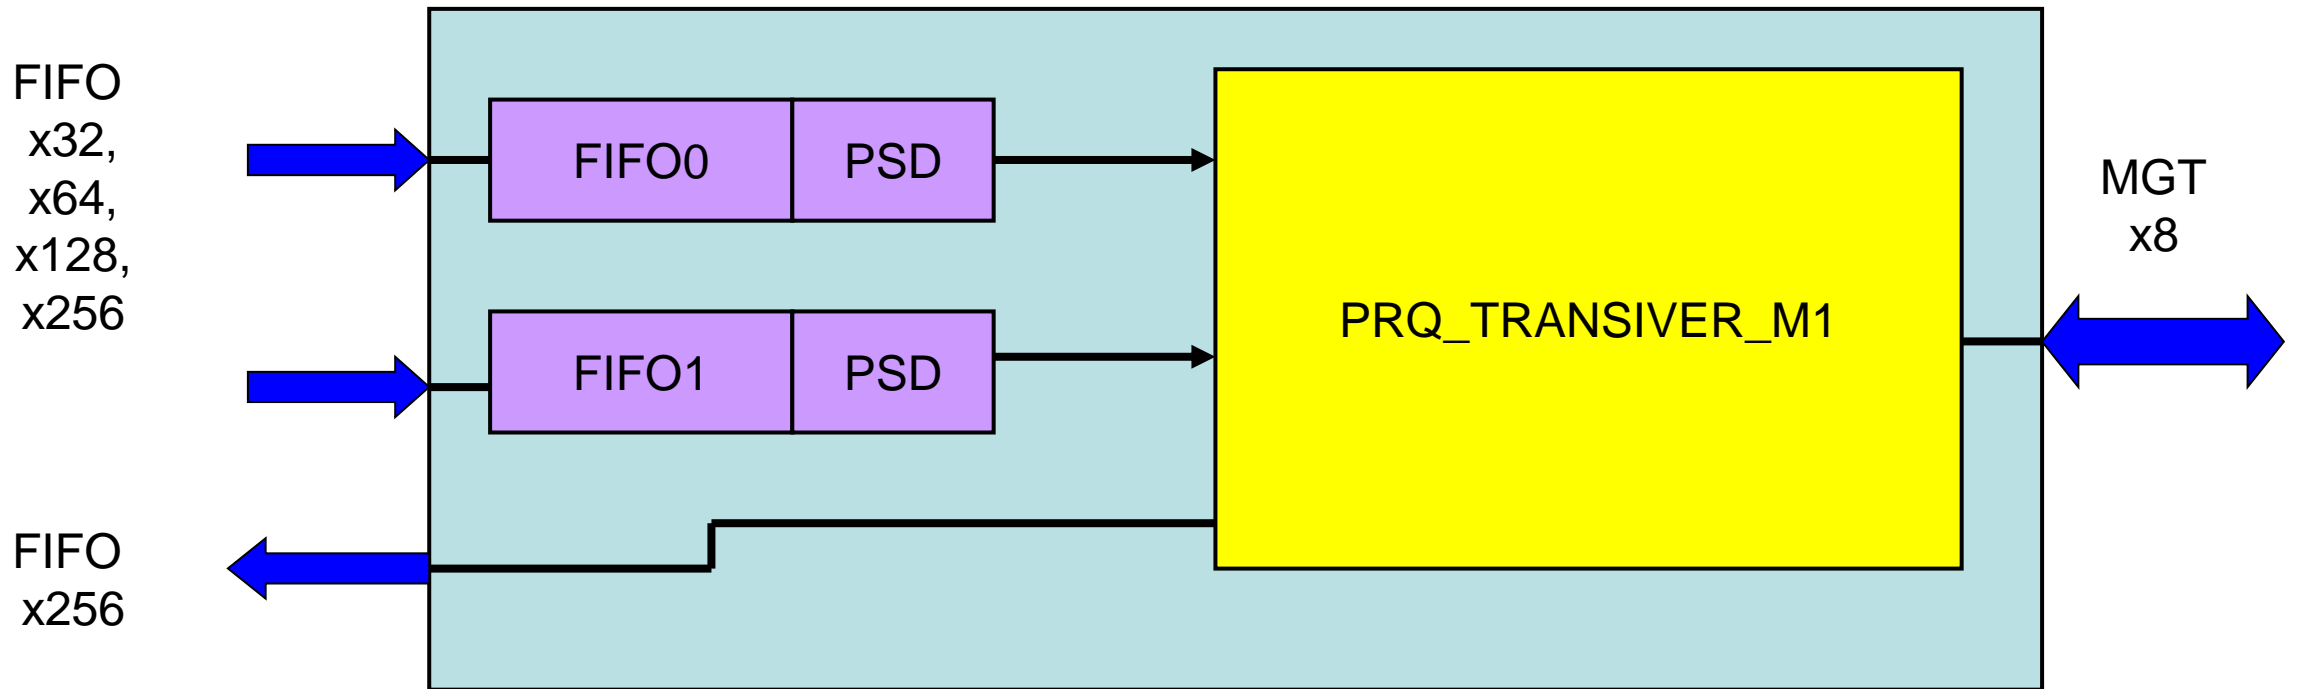 FIFO
x32,
x64,
x128,
x256
FIFO0
PSD
FIFO1
PSD
PRQ_TRANSIVER_M1
MGT
x8
FIFO
x256